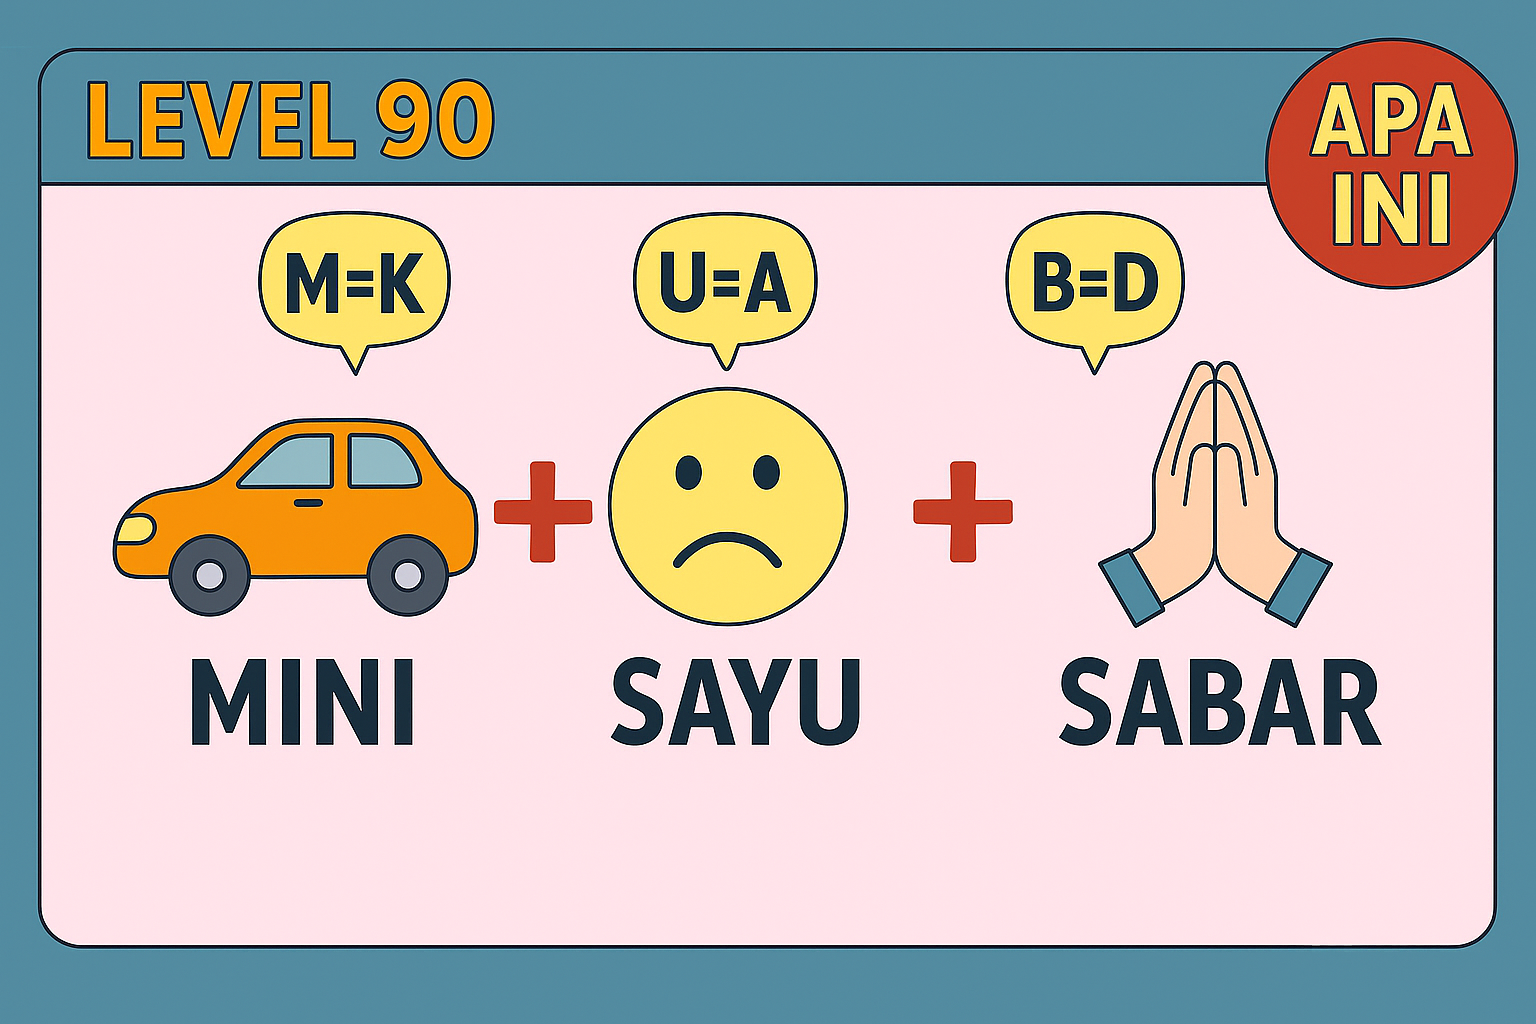 LEVEL 90
APA
INI
M=K
U=A
B=D
MINI
SAYU
SABAR